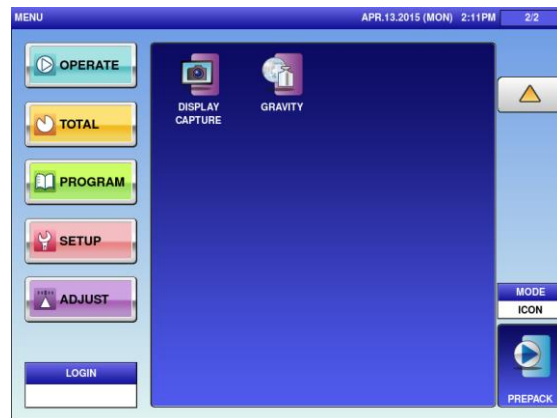 MENU
APR.13.2015 (MON) 2:11PM 2/2
OPERATE
TOTAL
PROGRAM
SETUP
ADJUST
LOGIN
DISPLAY
CAPTURE
GRAVITY
MODE
ICON
PREPACK